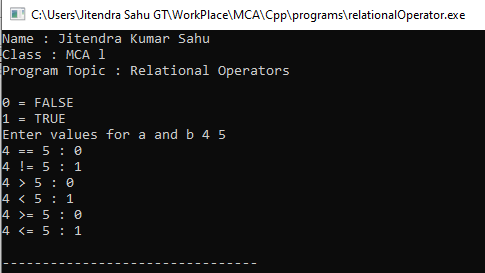 C:\Users\Jitendra Sahu GT\WorkPlace\MCA\Cpp\programs\relationalOperator.exe
Name : Jitendra Kumar Sahu
Class : MCA l
Program Topic : Relational Operators
0 = FALSE
1 = TRUE
Enter values for a and b 4 5
4 == 5 : 0
4 != 5 : 1
4 > 5 : 0
4 < 5 : 1
4 >= 5 : 0
4 <= 5 : 1
--------------------------------